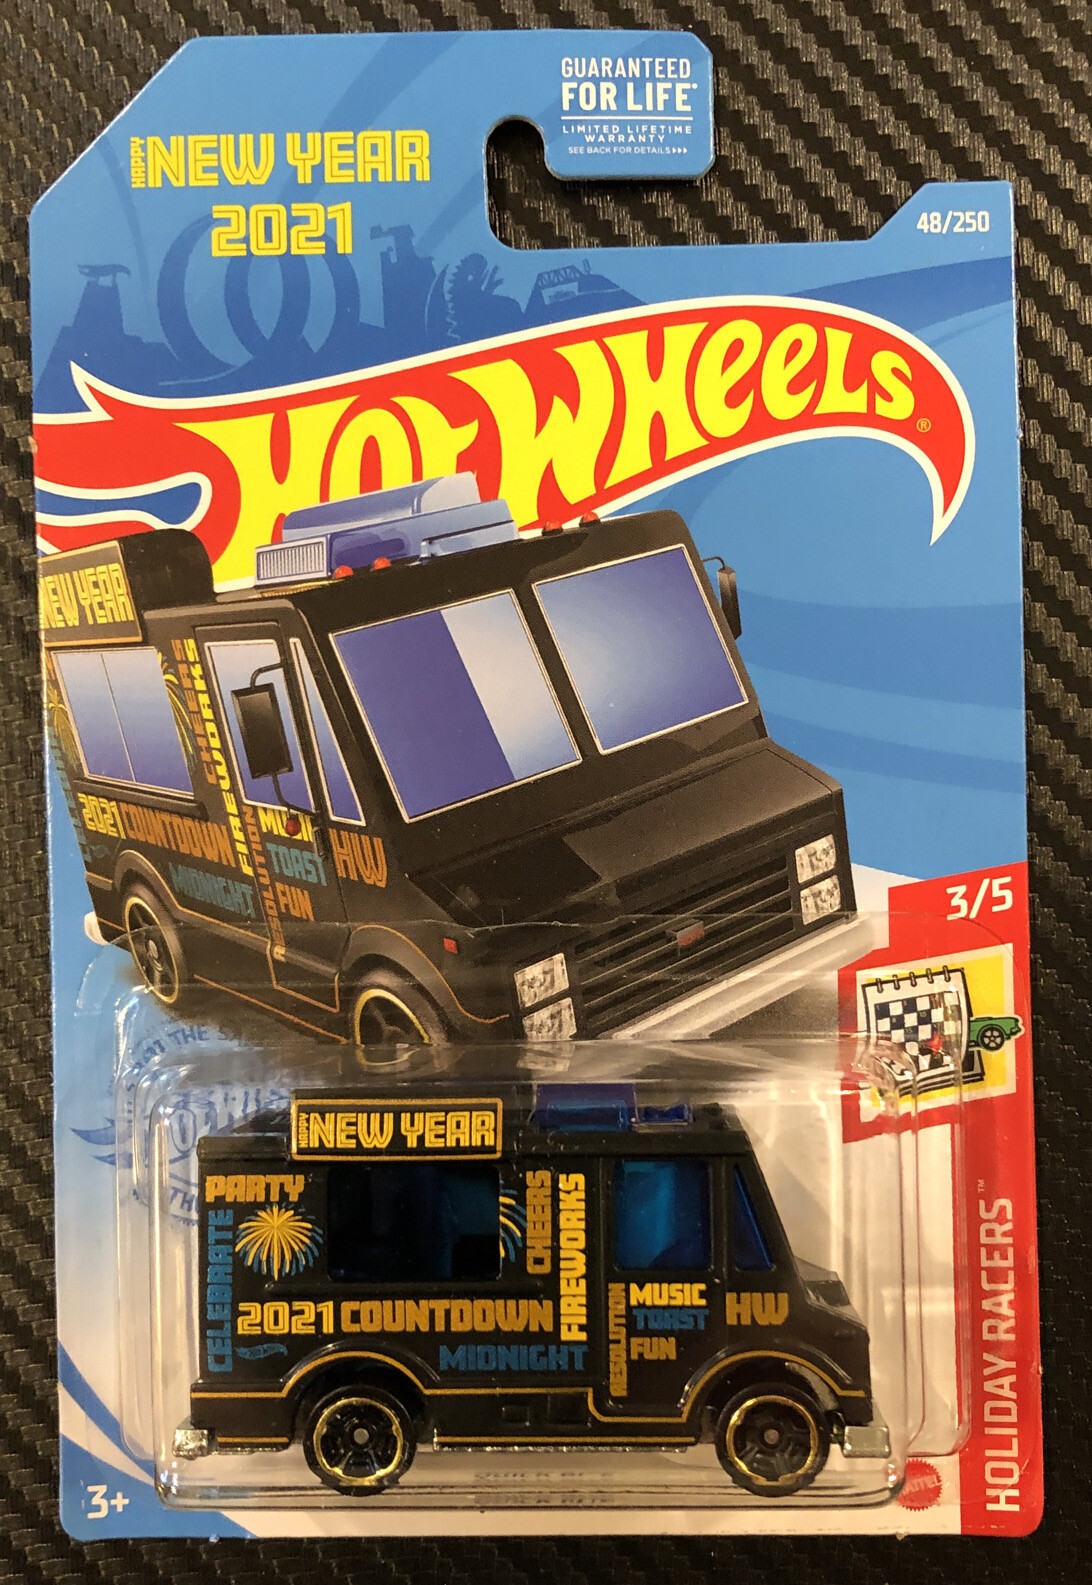 GUARANTEED
FOR LIFE*
LIMITED LIFETIME
WARRANTY
SEE BACK FOR DETAILS
HAPPY NEW YEAR
2021
48/250
HOT WHEELS®
NEW YEAR
CHEERS
FIREWORKS
2021 COUNTDOWN
MIDNIGHT
RESOLUTION
MUSIC
TOAST
FUN
HW
3/5
HOLIDAY RACERS™
HAPPY NEW YEAR
PARTY
CELEBRATE
CHEERS
FIREWORKS
2021 COUNTDOWN
MIDNIGHT
RESOLUTION
MUSIC
TOAST
FUN
HW
3+
MATTEL